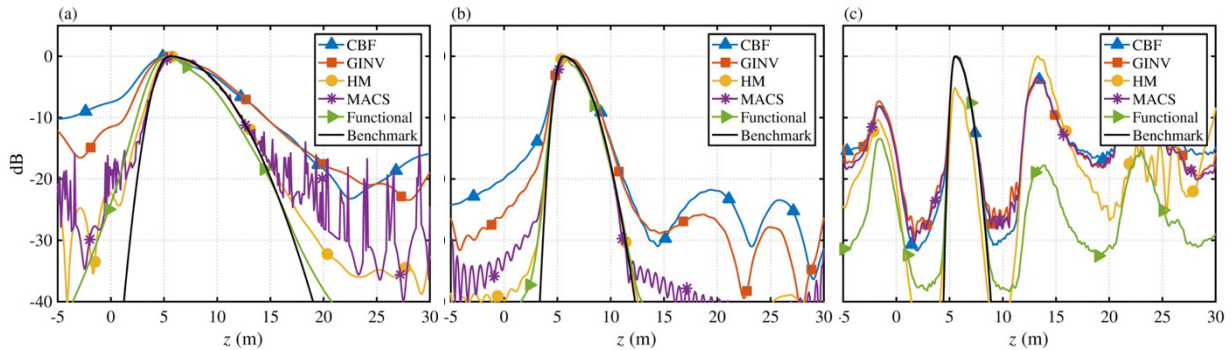 (a)
dB
0
-10
-20
-30
-40
-5
0
5
10
15
20
25
30
z (m)
CBF
GINV
HM
MACS
Functional
Benchmark
(b)
-5
0
5
10
15
20
25
30
z (m)
CBF
GINV
HM
MACS
Functional
Benchmark
(c)
-5
0
5
10
15
20
25
30
z (m)
CBF
GINV
HM
MACS
Functional
Benchmark